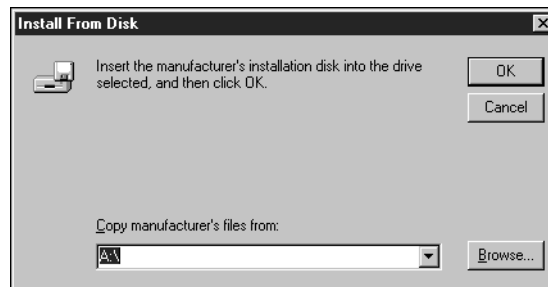 Install From Disk
Insert the manufacturer's installation disk into the drive
selected, and then click OK.
OK
Cancel
Copy manufacturer's files from:
A:\
Browse...